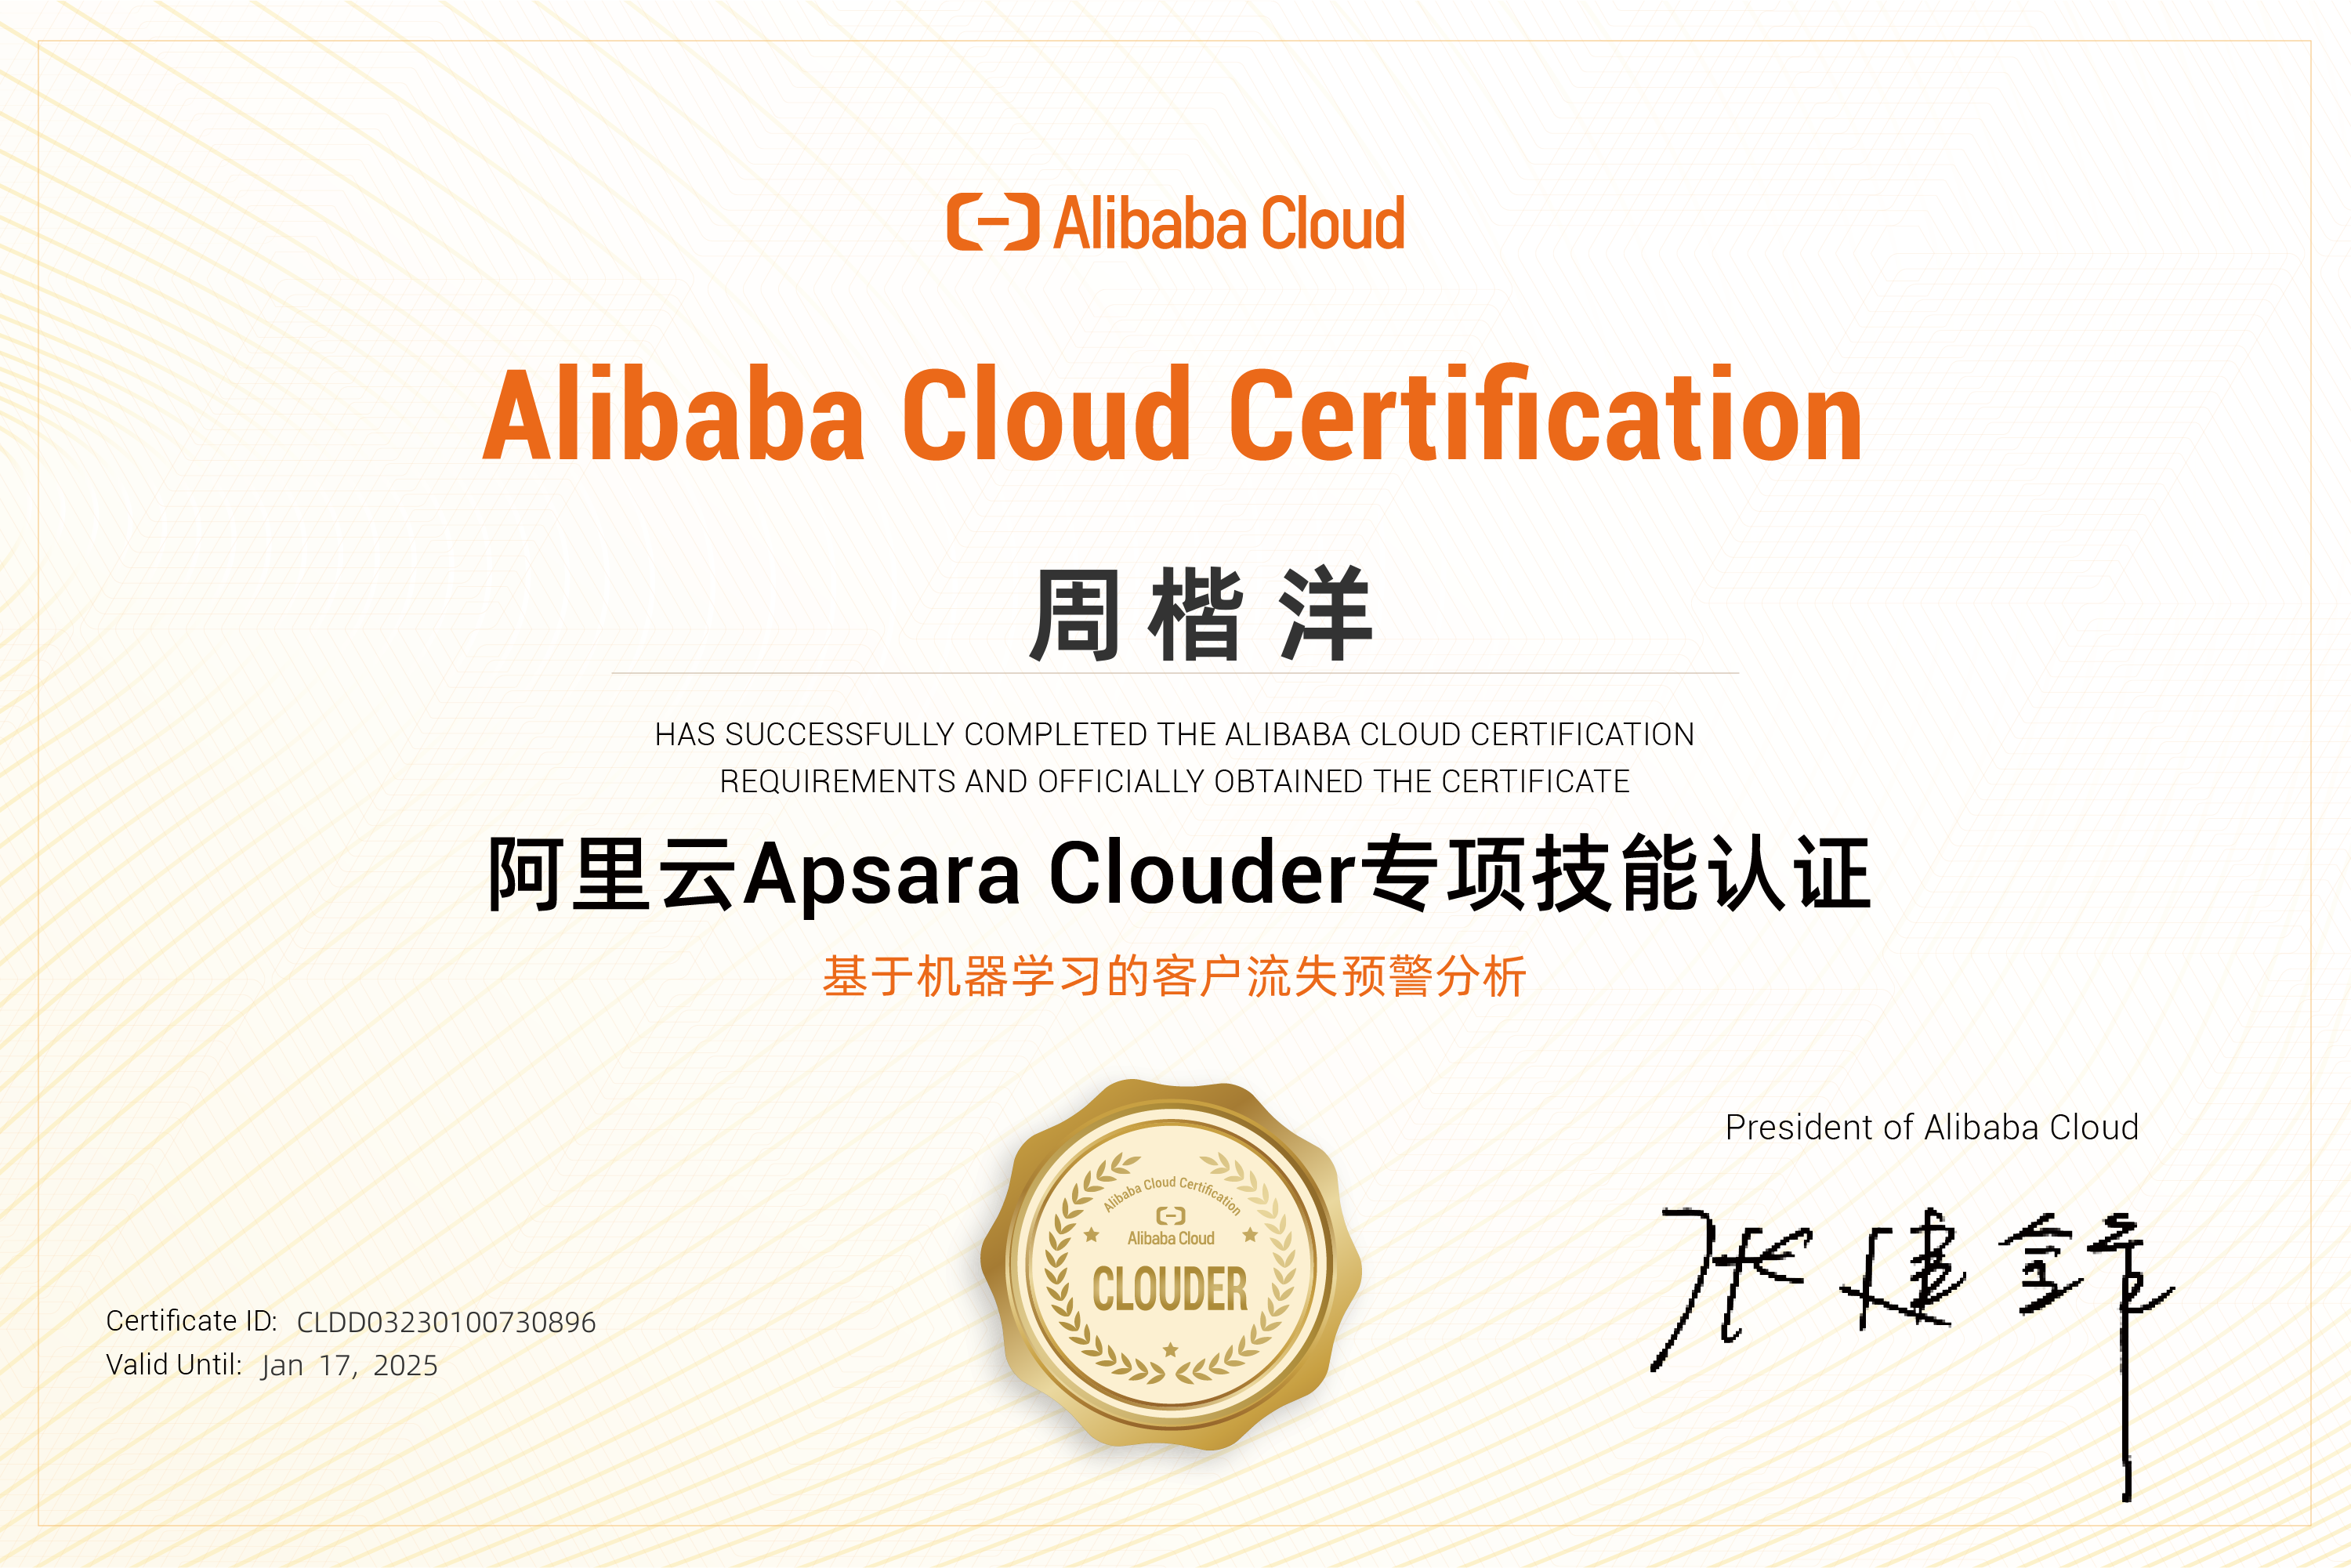 Alibaba Cloud
Alibaba Cloud Certification
周楷洋
HAS SUCCESSFULLY COMPLETED THE ALIBABA CLOUD CERTIFICATION
REQUIREMENTS AND OFFICIALLY OBTAINED THE CERTIFICATE
阿里云Apsara Clouder专项技能认证
基于机器学习的客户流失预警分析
Alibaba Cloud Certification
Alibaba Cloud
CLOUDER
President of Alibaba Cloud
Certificate ID: CLDD03230100730896
Valid Until: Jan 17, 2025